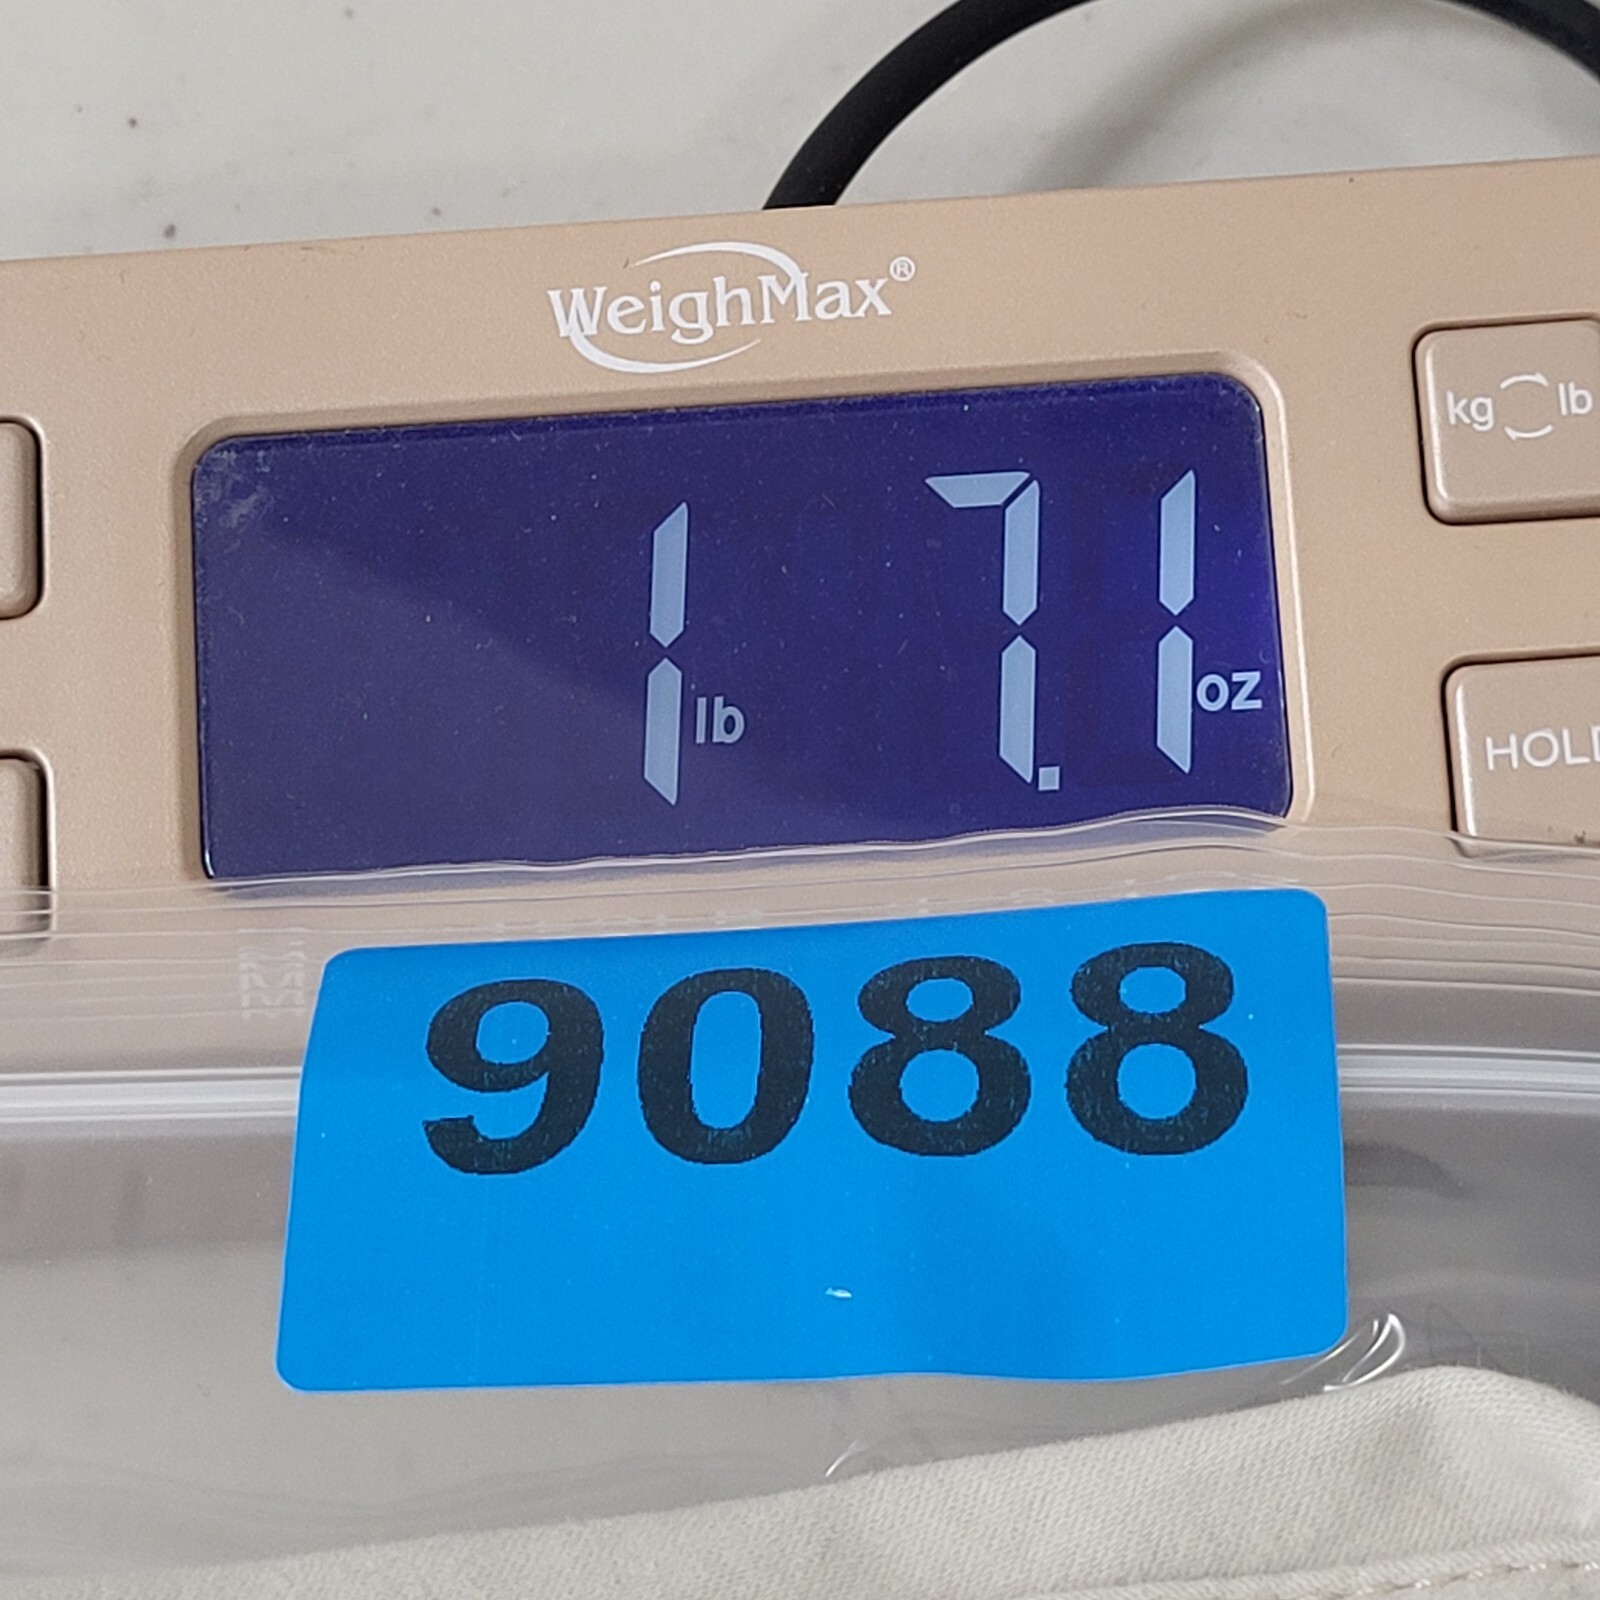 WeighMax®
kg lb
1 lb 7.1 oz
HOLD
9088